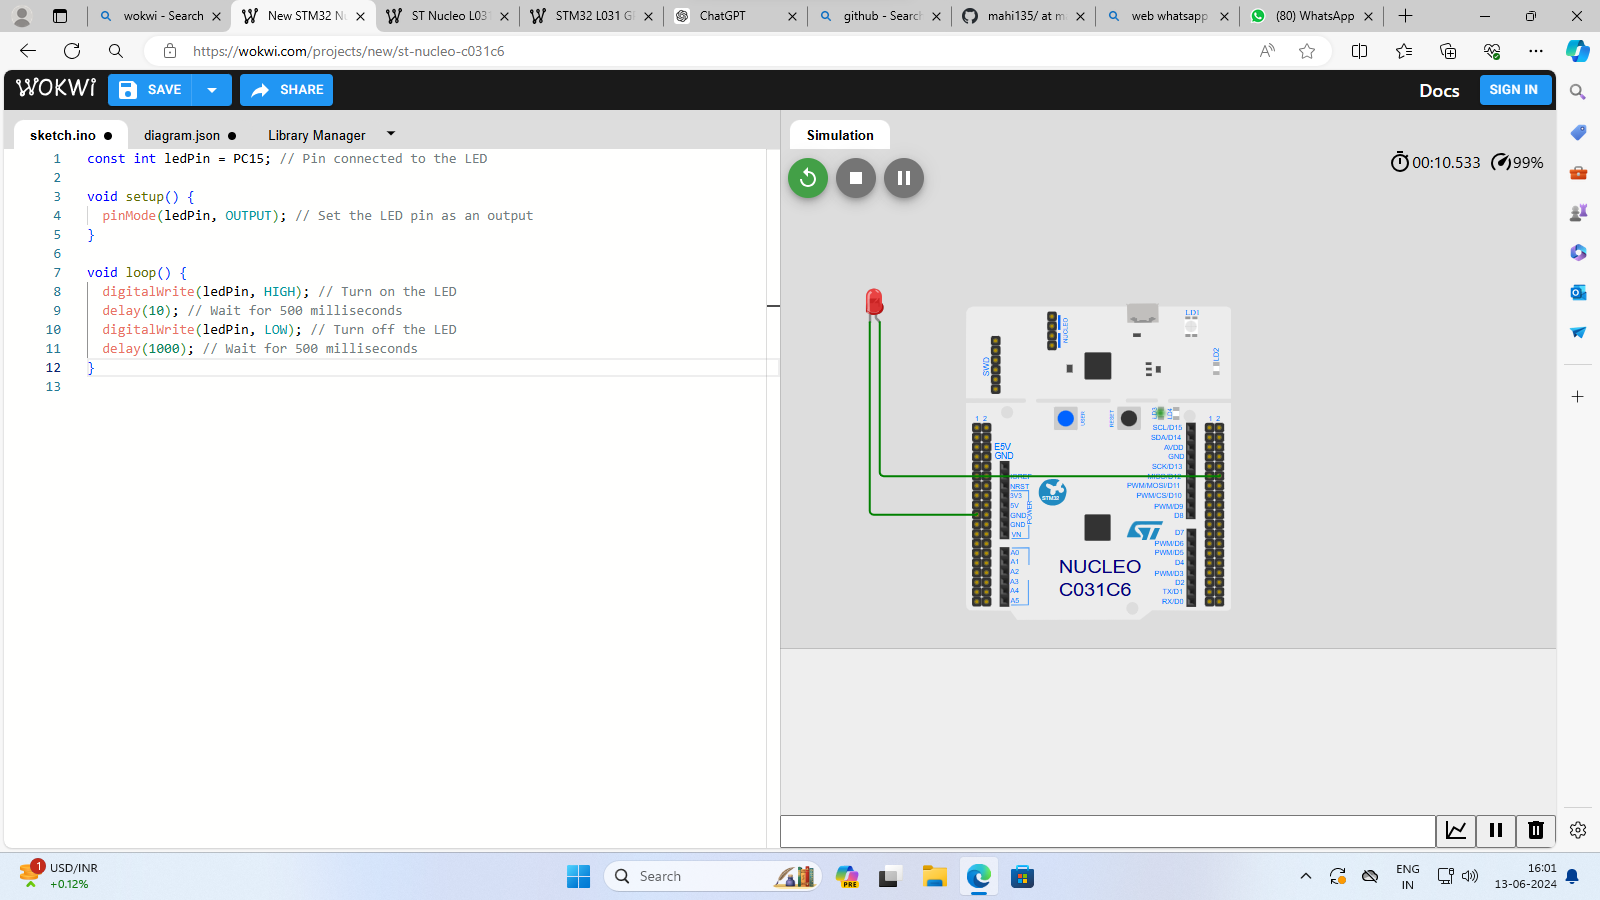 wokwi - Search
New STM32 Nu
ST Nucleo L031
STM32 L031 G
ChatGPT
github - Search
mahi135/ at m
web whatsapp
(80) WhatsApp
https://wokwi.com/projects/new/st-nucleo-c031c6
WOKWI
SAVE
SHARE
Docs
SIGN IN
sketch.ino ●
diagram.json ●
Library Manager
1 const int ledPin = PC15; // Pin connected to the LED
2
3 void setup() {
4 pinMode(ledPin, OUTPUT); // Set the LED pin as an output
5 }
6
7 void loop() {
8 digitalWrite(ledPin, HIGH); // Turn on the LED
9 delay(10); // Wait for 500 milliseconds
10 digitalWrite(ledPin, LOW); // Turn off the LED
11 delay(1000); // Wait for 500 milliseconds
12 }
13
Simulation
00:10.533
99%
LD1
NUCLEO
SWD
LD2
USER
RESET
LD3
LD4
1 2
1 2
E5V
GND
IOREF
NRST
3V3
5V
GND
GND
VN
POWER
A0
A1
A2
A3
A4
A5
STM32
ST
NUCLEO
C031C6
SCL/D15
SDA/D14
AVDD
GND
SCK/D13
MISO/D12
PWM/MOSI/D11
PWM/CS/D10
PWM/D9
D8
D7
PWM/D6
PWM/D5
D4
PWM/D3
D2
TX/D1
RX/D0
1
USD/INR
+0.12%
Search
PRE
ENG
IN
16:01
13-06-2024